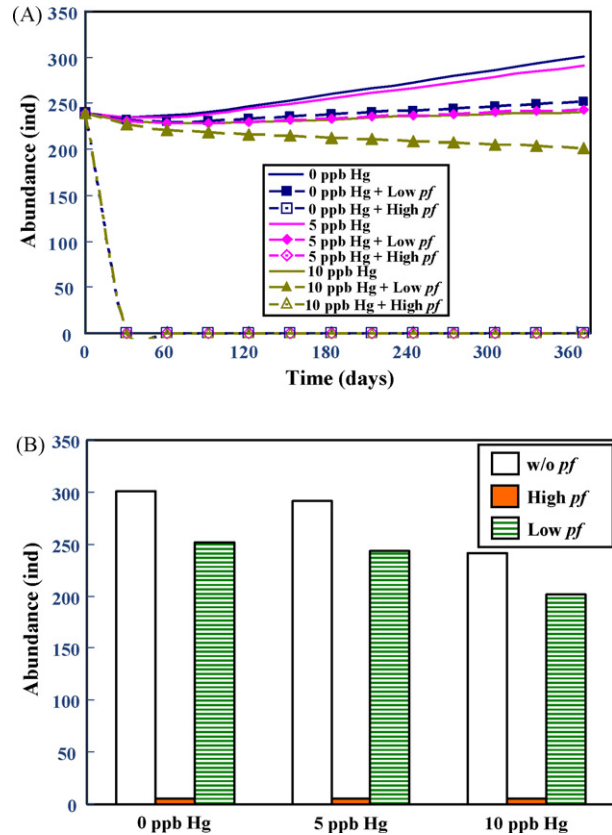 (A)
350
300
250
200
150
100
50
0
Abundance (ind)
0 ppb Hg
0 ppb Hg + Low pf
0 ppb Hg + High pf
5 ppb Hg
5 ppb Hg + Low pf
5 ppb Hg + High pf
10 ppb Hg
10 ppb Hg + Low pf
10 ppb Hg + High pf
0 60 120 180 240 300 360
Time (days)
(B)
350
300
250
200
150
100
50
0
Abundance (ind)
w/o pf
High pf
Low pf
0 ppb Hg 5 ppb Hg 10 ppb Hg